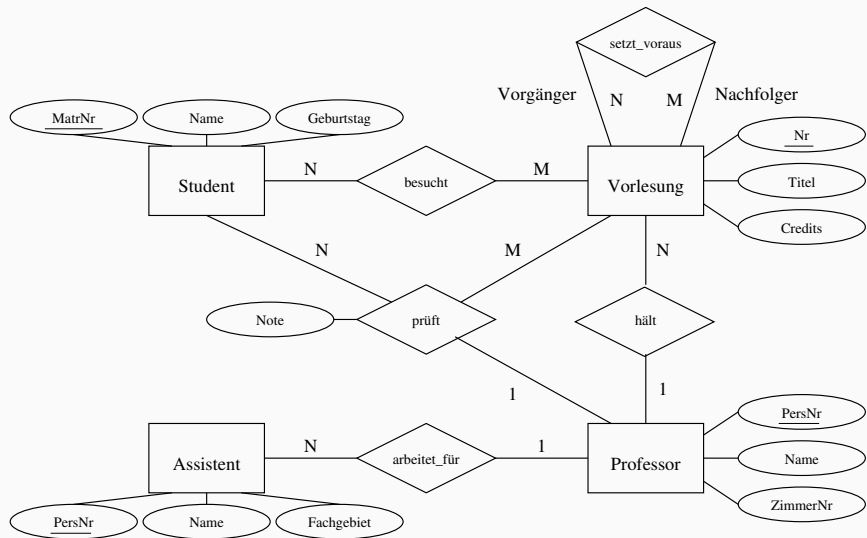 setzt_voraus
Vorgänger N M Nachfolger
MatrNr Name Geburtstag
Nr
Student N besucht M Vorlesung Titel
Credits
N M N
Note prüft hält
1 1
PersNr
Assistent N arbeitet_für 1 Professor Name
PersNr Name Fachgebiet ZimmerNr